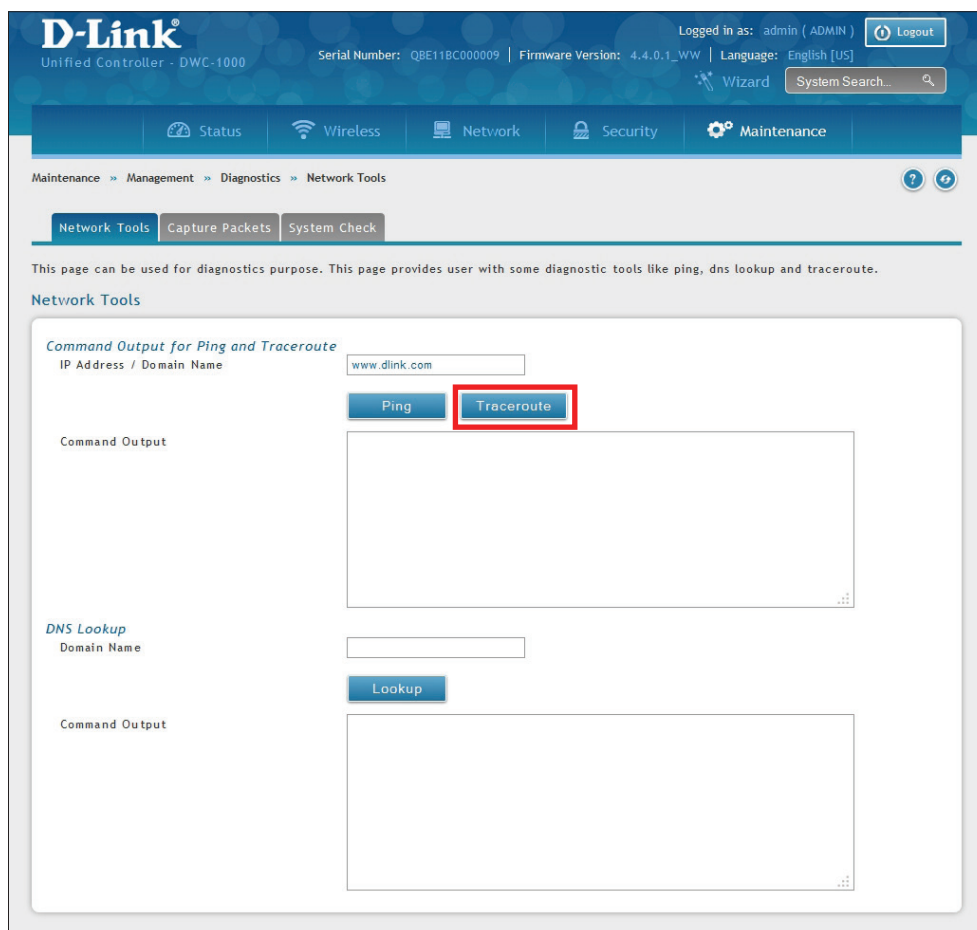 D-Link®
Unified Controller - DWC-1000
Logged in as: admin ( ADMIN ) Logout
Serial Number: QBE11BC000009 | Firmware Version: 4.4.0.1_WW | Language: English [US]
Wizard System Search...
Status Wireless Network Security Maintenance
Maintenance » Management » Diagnostics » Network Tools
Network Tools Capture Packets System Check
This page can be used for diagnostics purpose. This page provides user with some diagnostic tools like ping, dns lookup and traceroute.
Network Tools
Command Output for Ping and Traceroute
IP Address / Domain Name www.dlink.com
Ping Traceroute
Command Output
DNS Lookup
Domain Name
Lookup
Command Output